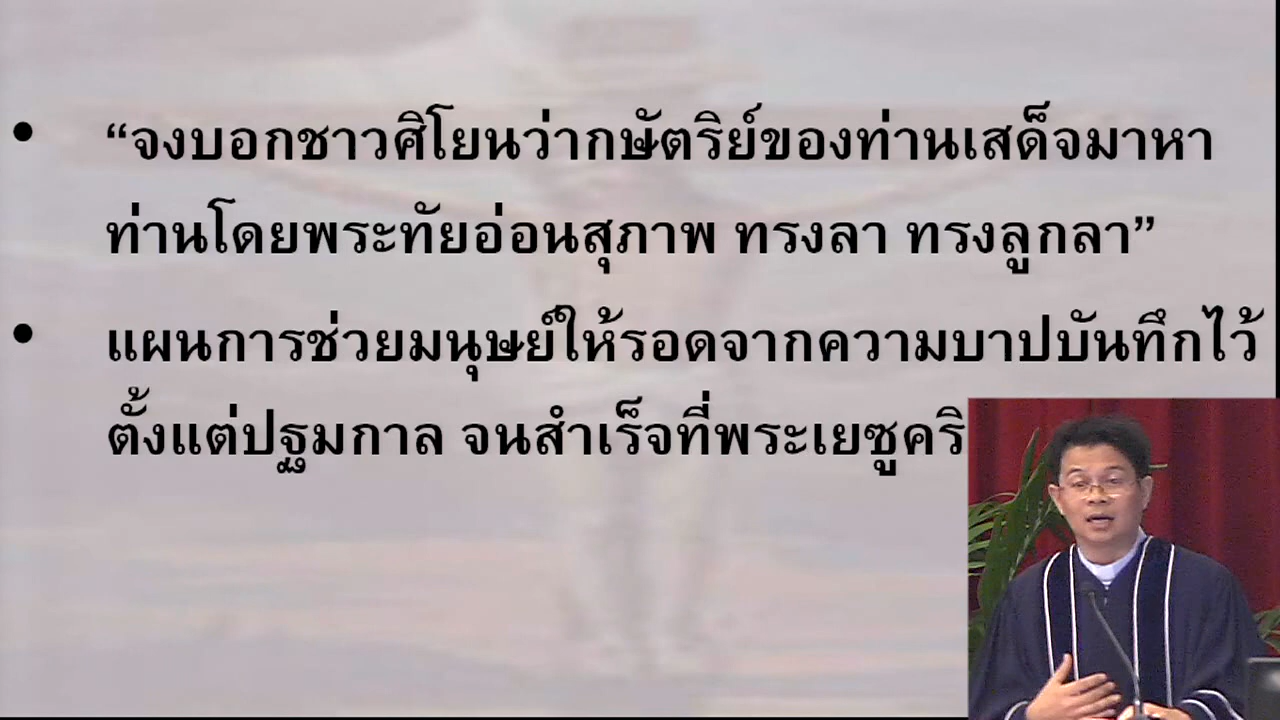 • “จงบอกชาวศิโยนว่ากษัตริย์ของท่านเสด็จมาหา
ท่านโดยพระทัยอ่อนสุภาพ ทรงลา ทรงลูกลา”
• แผนการช่วยมนุษย์ให้รอดจากความบาปบันทึกไว้
ตั้งแต่ปฐมกาล จนสำเร็จที่พระเยซูคริ